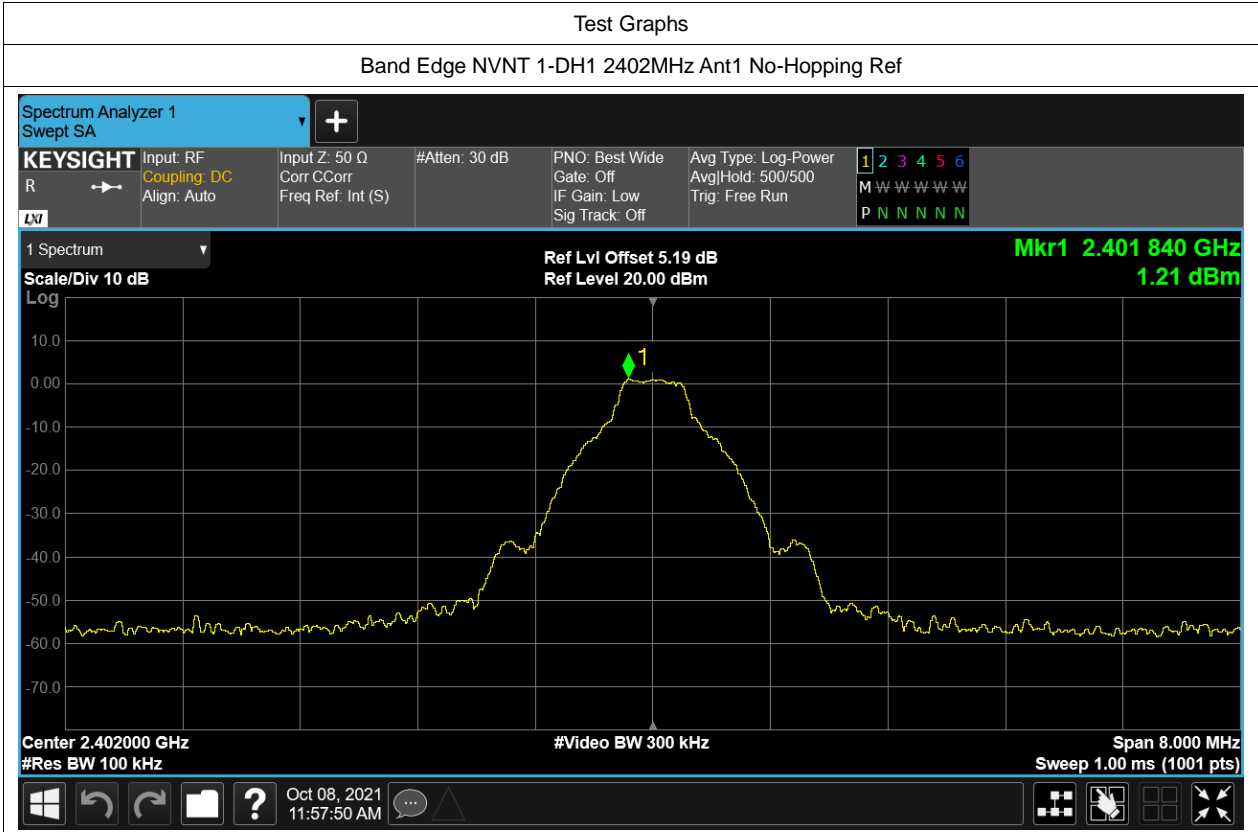 Test Graphs
Band Edge NVNT 1-DH1 2402MHz Ant1 No-Hopping Ref
Spectrum Analyzer 1
Swept SA
+
KEYSIGHT
R
LXI
Input: RF
Coupling: DC
Align: Auto
Input Z: 50 Ω
Corr CCorr
Freq Ref: Int (S)
#Atten: 30 dB
PNO: Best Wide
Gate: Off
IF Gain: Low
Sig Track: Off
Avg Type: Log-Power
Avg|Hold: 500/500
Trig: Free Run
1 2 3 4 5 6
M W W W W W
P N N N N N
1 Spectrum
Scale/Div 10 dB
Log
Ref Lvl Offset 5.19 dB
Ref Level 20.00 dBm
Mkr1 2.401 840 GHz
1.21 dBm
1
10.0
0.00
-10.0
-20.0
-30.0
-40.0
-50.0
-60.0
-70.0
Center 2.402000 GHz
#Res BW 100 kHz
#Video BW 300 kHz
Span 8.000 MHz
Sweep 1.00 ms (1001 pts)
?
Oct 08, 2021
11:57:50 AM